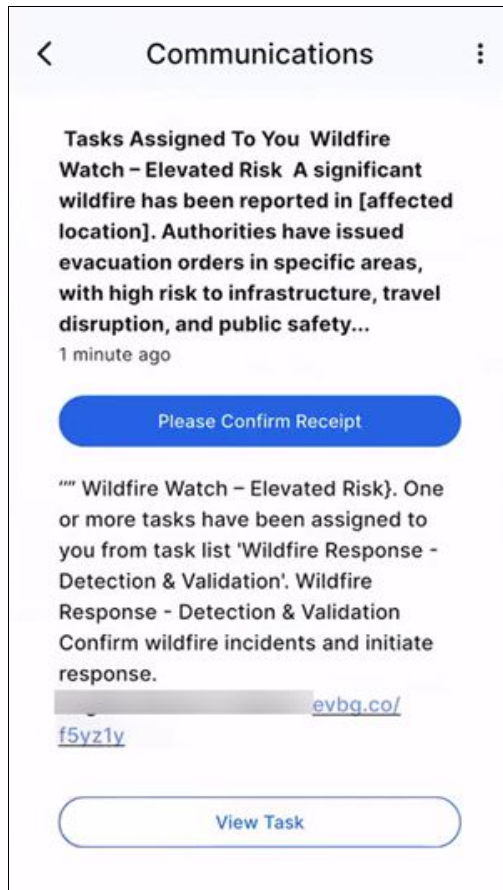 Communications
Tasks Assigned To You Wildfire
Watch – Elevated Risk A significant
wildfire has been reported in [affected
location]. Authorities have issued
evacuation orders in specific areas,
with high risk to infrastructure, travel
disruption, and public safety...
1 minute ago
Please Confirm Receipt
“” Wildfire Watch – Elevated Risk}. One
or more tasks have been assigned to
you from task list 'Wildfire Response -
Detection & Validation'. Wildfire
Response - Detection & Validation
Confirm wildfire incidents and initiate
response.
evbg.co/
f5yz1y
View Task